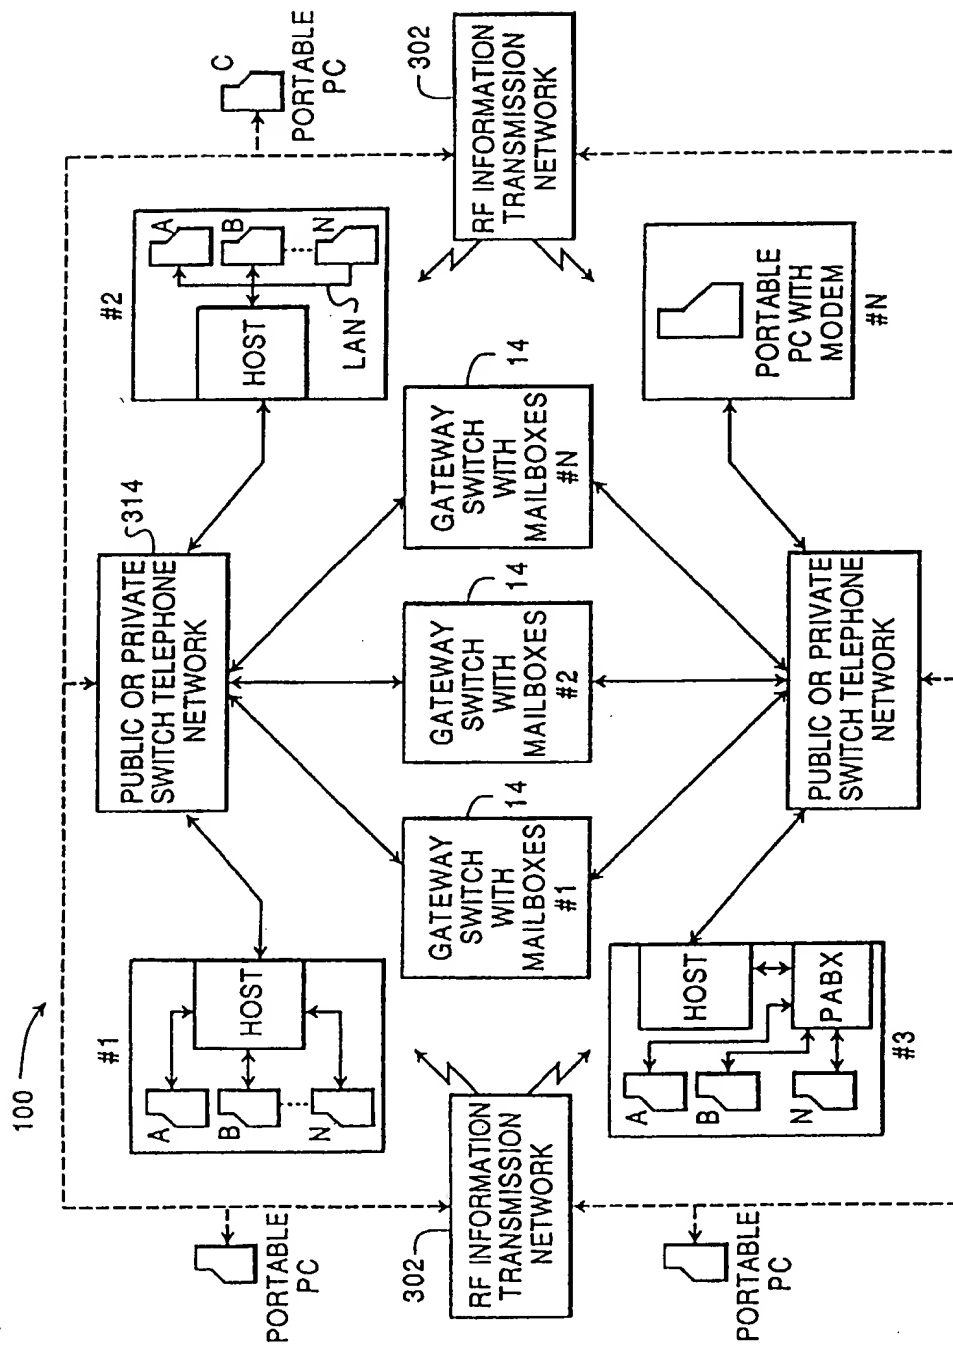 100
#1
A
B
N
HOST
PUBLIC OR PRIVATE
SWITCH TELEPHONE
NETWORK
314
#2
HOST
LAN
A
B
N
C
PORTABLE
PC
PORTABLE
PC
302
RF INFORMATION
TRANSMISSION
NETWORK
GATEWAY
SWITCH
WITH
MAILBOXES
#1
14
GATEWAY
SWITCH
WITH
MAILBOXES
#2
14
GATEWAY
SWITCH
WITH
MAILBOXES
#N
14
RF INFORMATION
TRANSMISSION
NETWORK
302
PORTABLE
PC
A
B
N
HOST
PABX
#3
PUBLIC OR PRIVATE
SWITCH TELEPHONE
NETWORK
PORTABLE
PC WITH
MODEM
#N